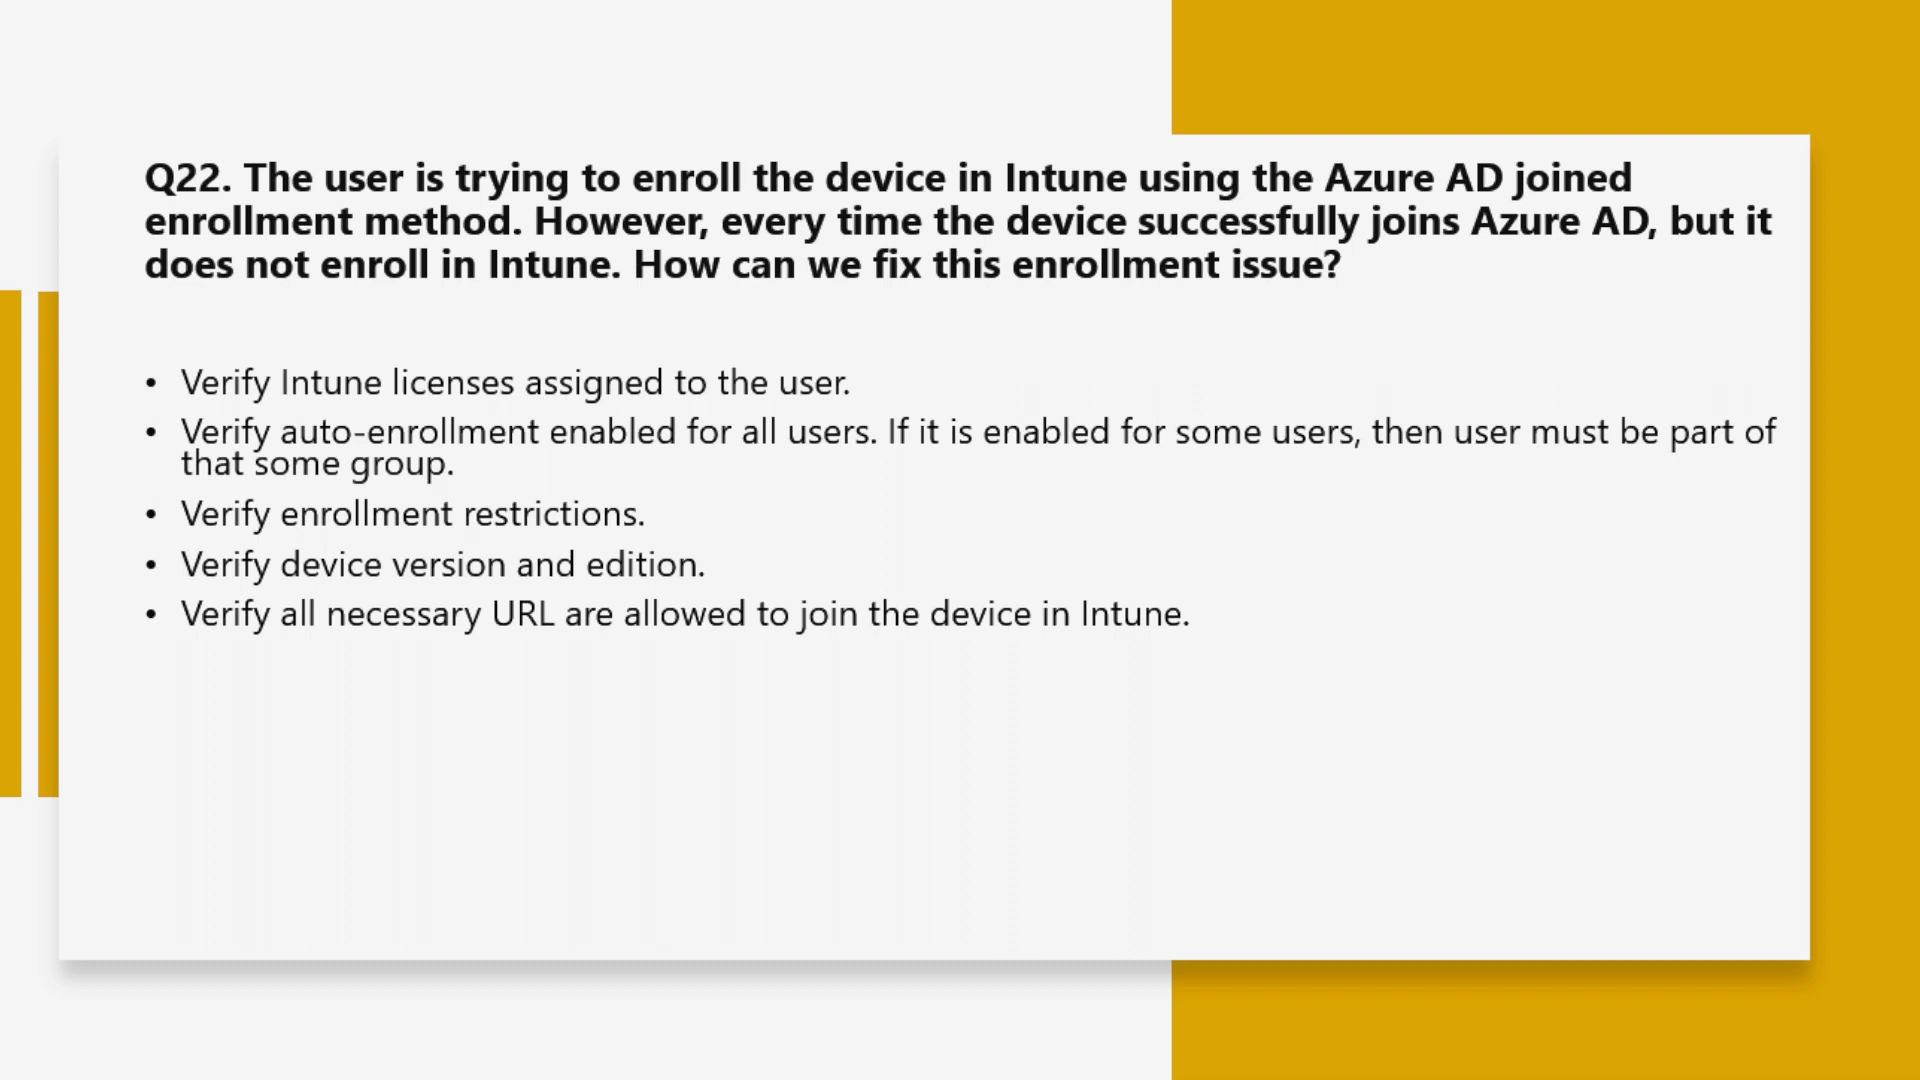 Q22. The user is trying to enroll the device in Intune using the Azure AD joined
enrollment method. However, every time the device successfully joins Azure AD, but it
does not enroll in Intune. How can we fix this enrollment issue?
• Verify Intune licenses assigned to the user.
• Verify auto-enrollment enabled for all users. If it is enabled for some users, then user must be part of
that some group.
• Verify enrollment restrictions.
• Verify device version and edition.
• Verify all necessary URL are allowed to join the device in Intune.